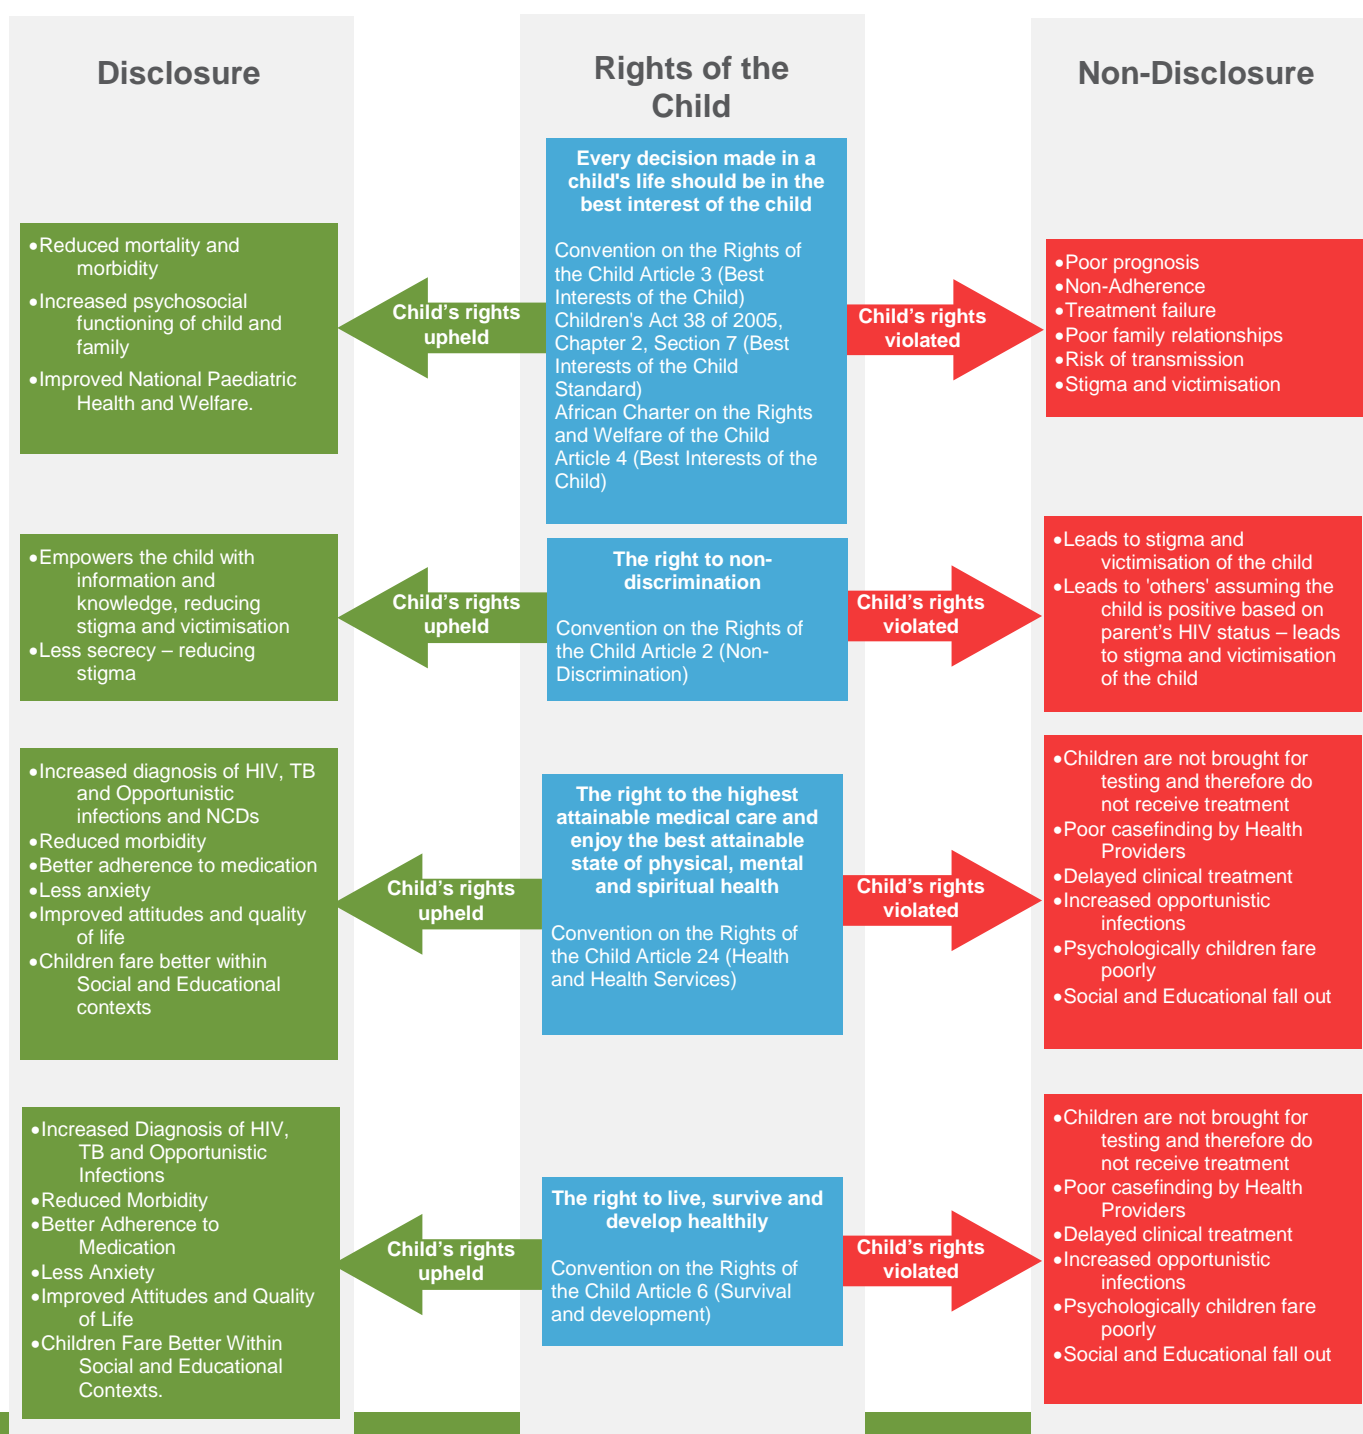 Disclosure
Rights of the
Child
Non-Disclosure
Every decision made in a
child's life should be in the
best interest of the child
Convention on the Rights of
the Child Article 3 (Best
Interests of the Child)
Children's Act 38 of 2005,
Chapter 2, Section 7 (Best
Interests of the Child
Standard)
African Charter on the Rights
and Welfare of the Child
Article 4 (Best Interests of the
Child)
•Reduced mortality and
morbidity
•Increased psychosocial
functioning of child and
family
•Improved National Paediatric
Health and Welfare.
Child's rights
upheld
Child's rights
violated
•Poor prognosis
•Non-Adherence
•Treatment failure
•Poor family relationships
•Risk of transmission
•Stigma and victimisation
•Empowers the child with
information and
knowledge, reducing
stigma and victimisation
•Less secrecy – reducing
stigma
Child's rights
upheld
The right to non-
discrimination
Convention on the Rights of
the Child Article 2 (Non-
Discrimination)
Child's rights
violated
•Leads to stigma and
victimisation of the child
•Leads to 'others' assuming the
child is positive based on
parent's HIV status – leads
to stigma and victimisation
of the child
•Increased diagnosis of HIV, TB
and Opportunistic
infections and NCDs
•Reduced morbidity
•Better adherence to medication
•Less anxiety
•Improved attitudes and quality
of life
•Children fare better within
Social and Educational
contexts
Child's rights
upheld
The right to the highest
attainable medical care and
enjoy the best attainable
state of physical, mental
and spiritual health
Convention on the Rights of
the Child Article 24 (Health
and Health Services)
Child's rights
violated
•Children are not brought for
testing and therefore do
not receive treatment
•Poor casefinding by Health
Providers
•Delayed clinical treatment
•Increased opportunistic
infections
•Psychologically children fare
poorly
•Social and Educational fall out
•Increased Diagnosis of HIV,
TB and Opportunistic
Infections
•Reduced Morbidity
•Better Adherence to
Medication
•Less Anxiety
•Improved Attitudes and Quality
of Life
•Children Fare Better Within
Social and Educational
Contexts.
Child's rights
upheld
The right to live, survive and
develop healthily
Convention on the Rights of
the Child Article 6 (Survival
and development)
Child's rights
violated
•Children are not brought for
testing and therefore do
not receive treatment
•Poor casefinding by Health
Providers
•Delayed clinical treatment
•Increased opportunistic
infections
•Psychologically children fare
poorly
•Social and Educational fall out